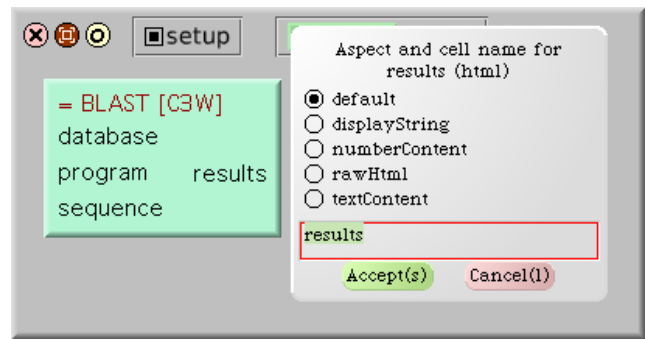 setup
= BLAST [C3W]
database
program results
sequence
Aspect and cell name for
results (html)
default
displayString
numberContent
rawHtml
textContent
results
Accept(s) Cancel(l)